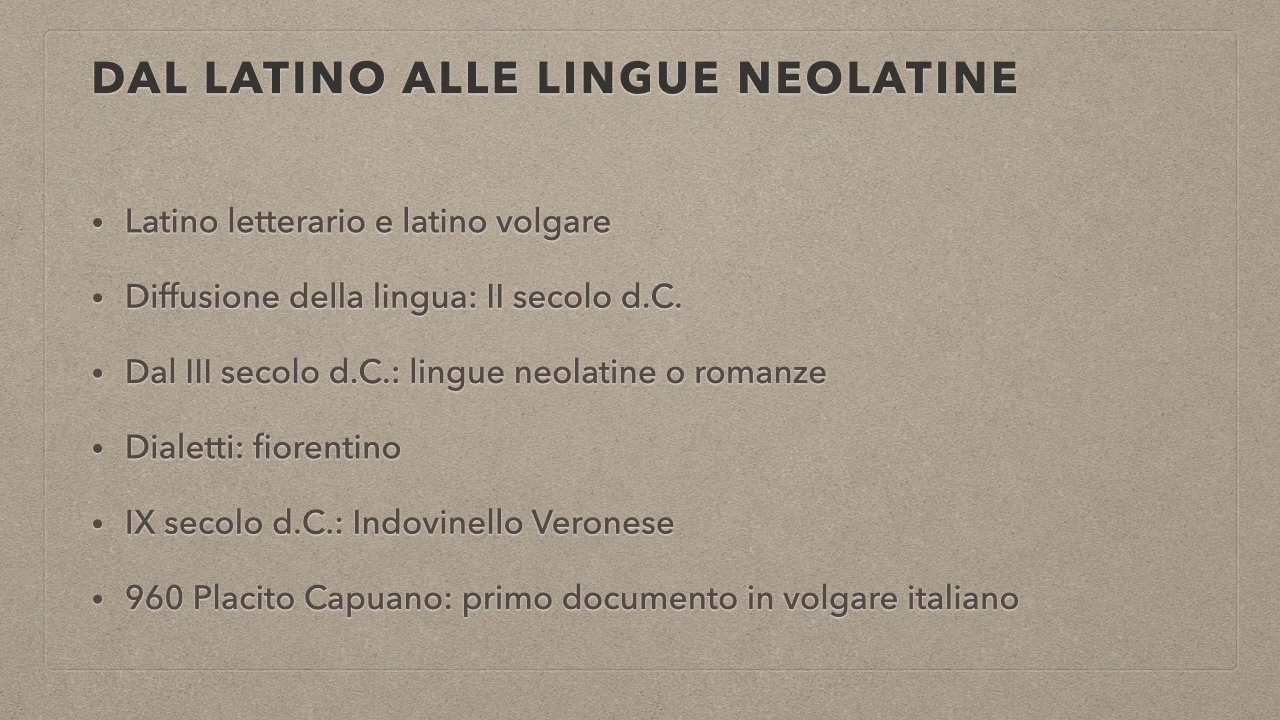 DAL LATINO ALLE LINGUE NEOLATINE
• Latino letterario e latino volgare
• Diffusione della lingua: II secolo d.C.
• Dal III secolo d.C.: lingue neolatine o romanze
• Dialetti: fiorentino
• IX secolo d.C.: Indovinello Veronese
• 960 Placito Capuano: primo documento in volgare italiano